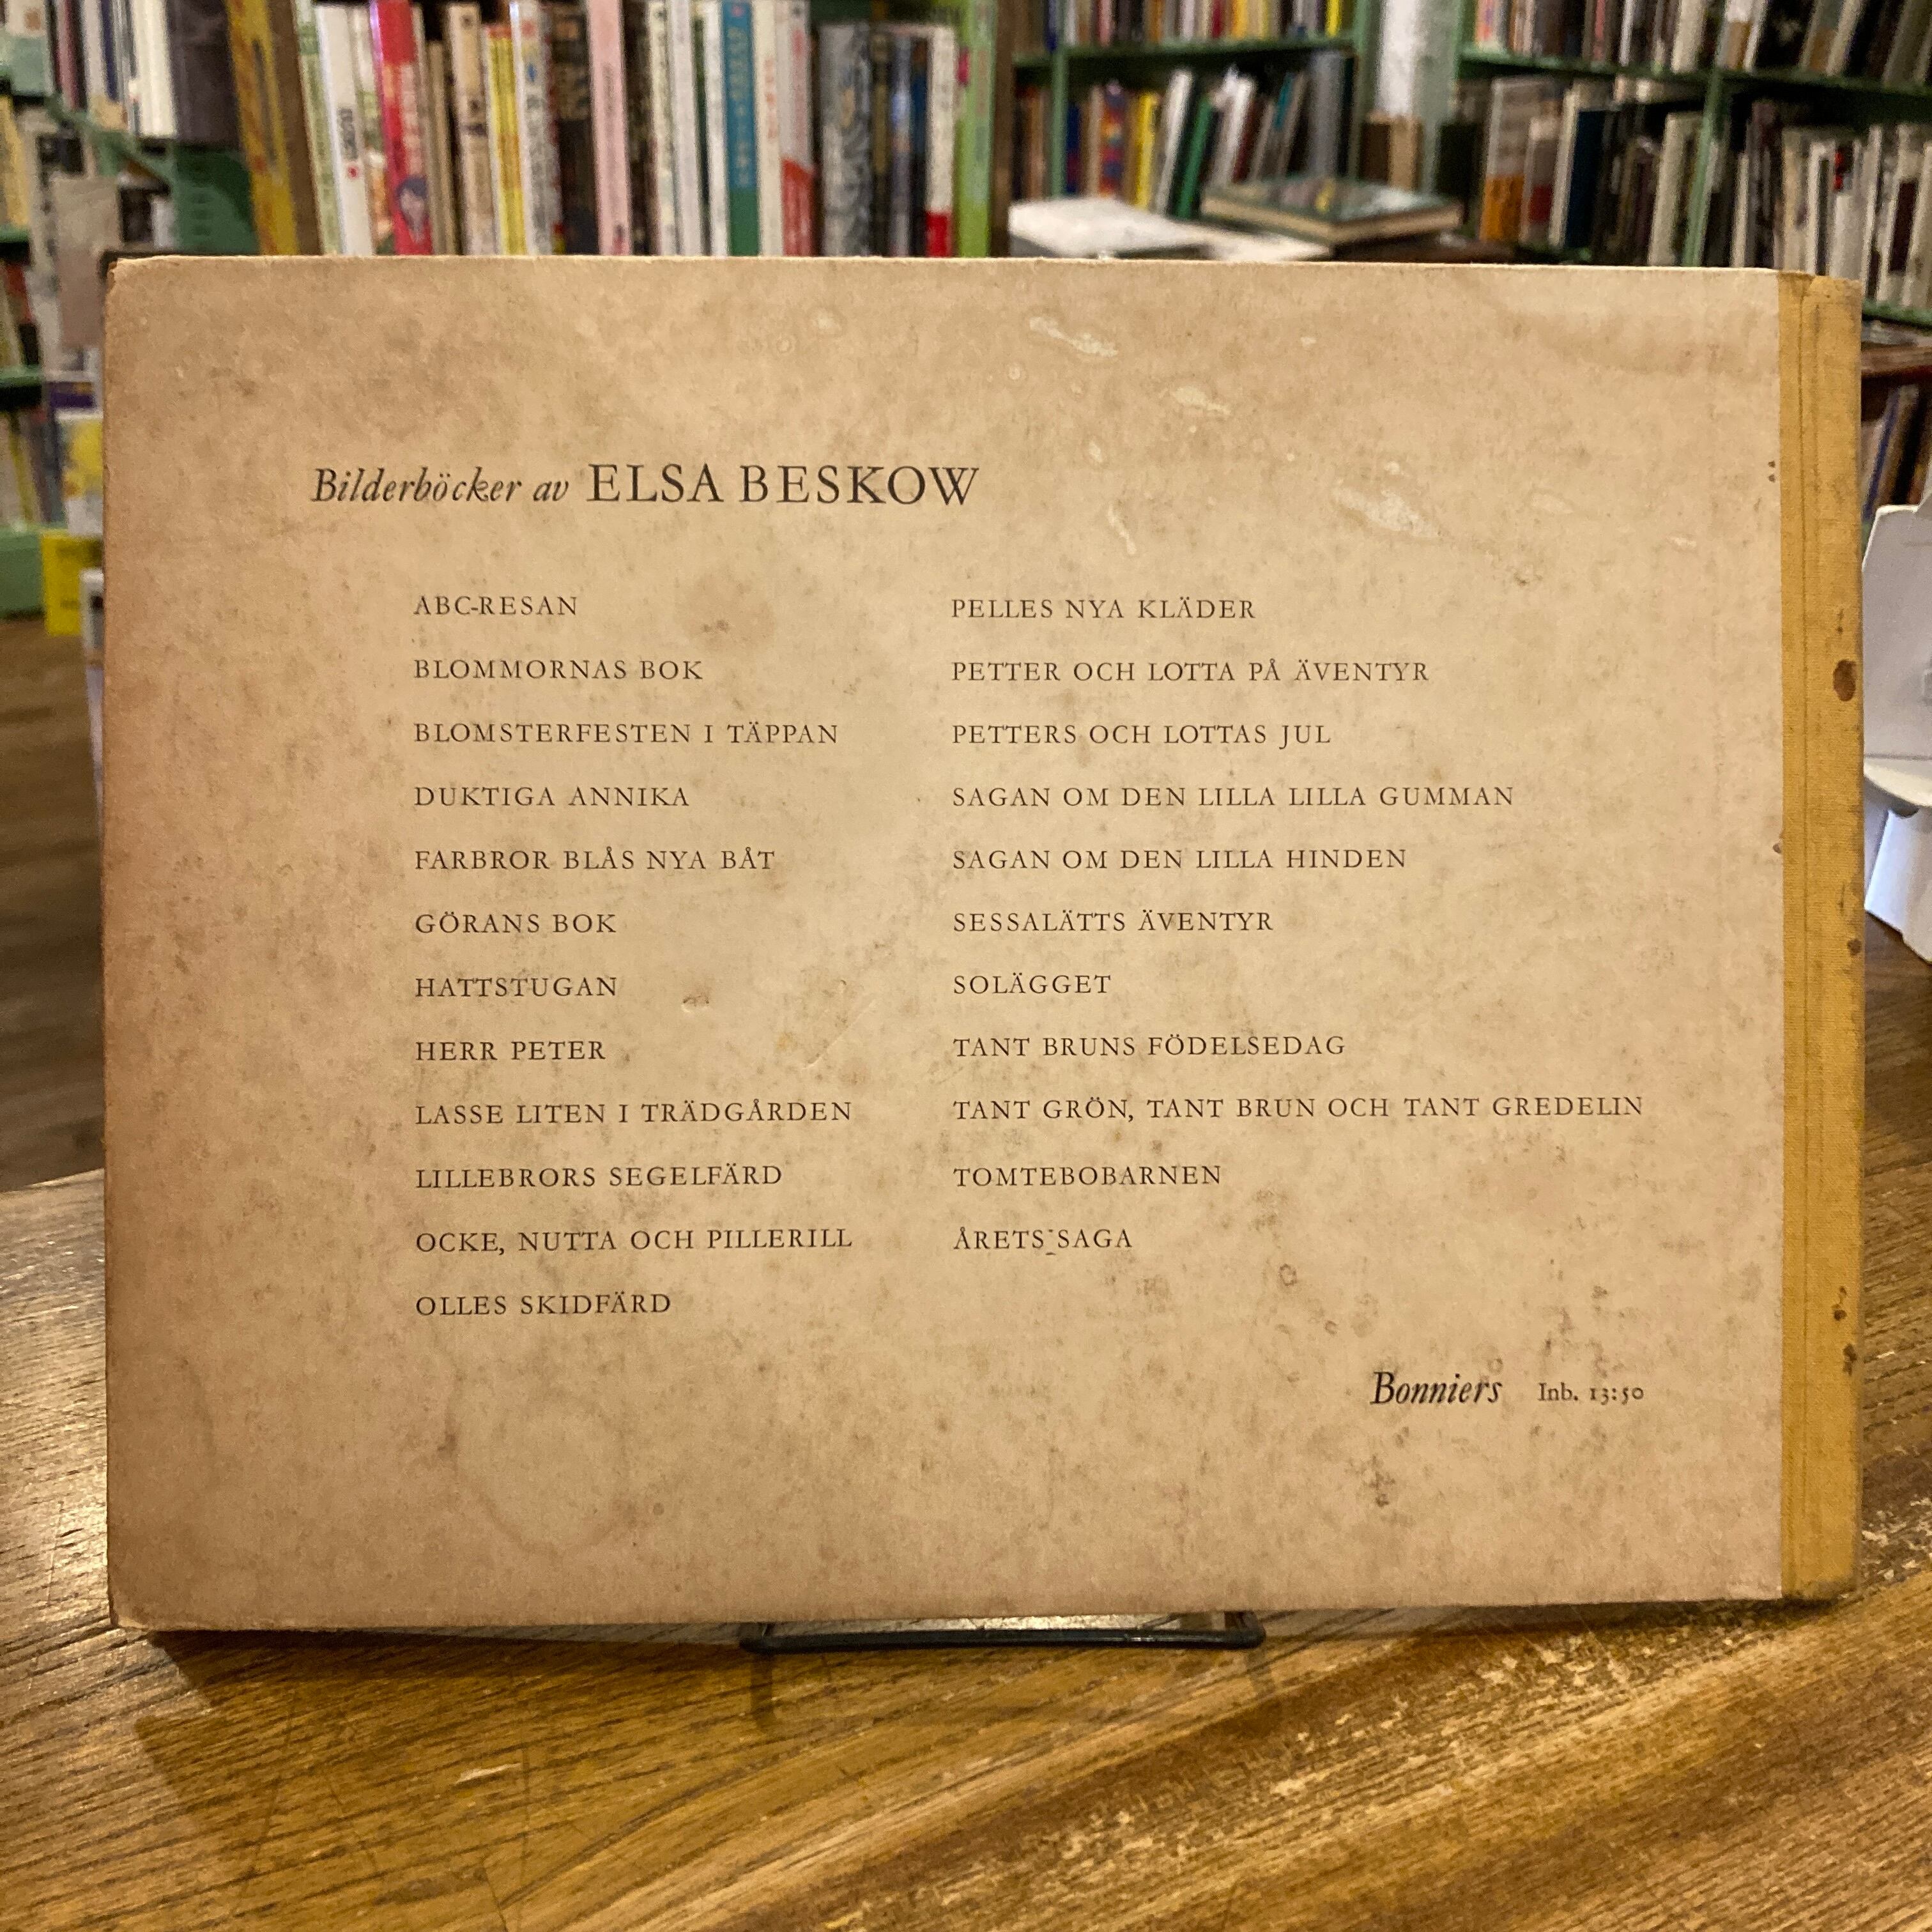 Bilderböcker av ELSA BESKOW
ABC-RESAN
BLOMMORNAS BOK
BLOMSTERFESTEN I TÄPPAN
DUKTIGA ANNIKA
FARBROR BLÅS NYA BÅT
GÖRANS BOK
HATTSTUGAN
HERR PETER
LASSE LITEN I TRÄDGÅRDEN
LILLEBRORS SEGELFÄRD
OCKE, NUTTA OCH PILLERILL
OLLES SKIDFÄRD
PELLES NYA KLÄDER
PETTER OCH LOTTA PÅ ÄVENTYR
PETTERS OCH LOTTAS JUL
SAGAN OM DEN LILLA LILLA GUMMAN
SAGAN OM DEN LILLA HINDEN
SESSALÄTTS ÄVENTYR
SOLÄGGET
TANT BRUNS FÖDELSEDAG
TANT GRÖN, TANT BRUN OCH TANT GREDELIN
TOMTEBOBARNEN
ÅRETS SAGA
Bonniers Inb. 13:50